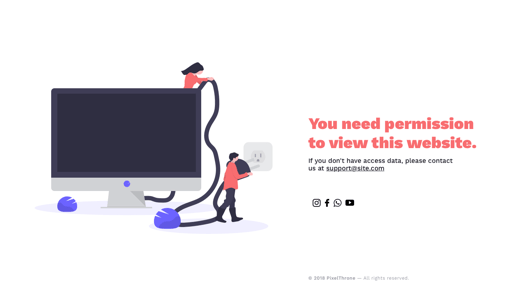 You need permission
to view this website.
If you don't have access data, please contact
us at support@site.com
© 2019 PixelThrone — All rights reserved.